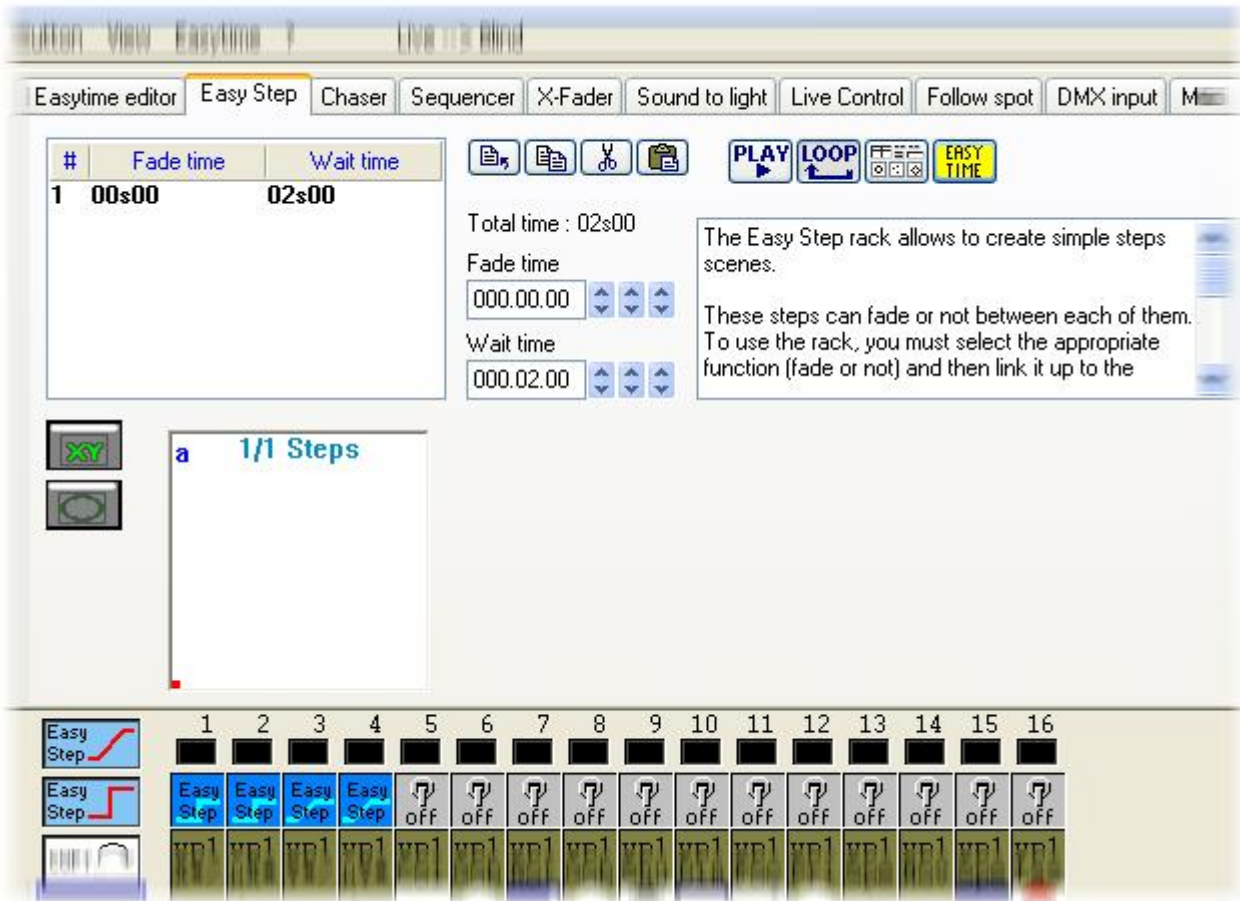 Button View Easytime ? Live Blind
Easytime editor Easy Step Chaser Sequencer X-Fader Sound to light Live Control Follow spot DMX input
# Fade time Wait time
1 00s00 02s00
PLAY LOOP EASY TIME
Total time : 02s00
Fade time
000.00.00
Wait time
000.02.00
The Easy Step rack allows to create simple steps
scenes.
These steps can fade or not between each of them.
To use the rack, you must select the appropriate
function (fade or not) and then link it up to the
XY
a 1/1 Steps
Easy Step
1 2 3 4 5 6 7 8 9 10 11 12 13 14 15 16
Easy Step
Easy Step Easy Step Easy Step Easy Step off off off off off off off off off off off off